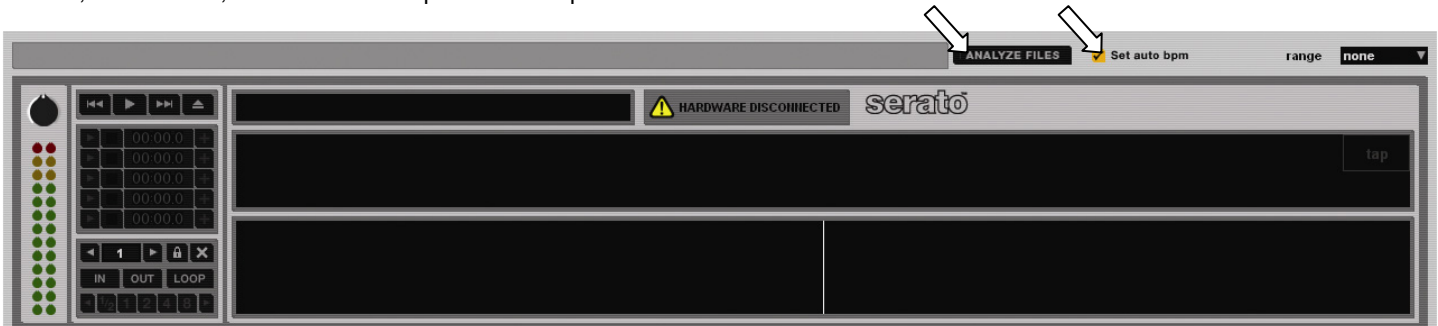 ANALYZE FILES Set auto bpm range none
HARDWARE DISCONNECTED serato
00:00.0
tap
00:00.0
00:00.0
00:00.0
00:00.0
1
IN OUT LOOP
1/2 1 2 4 8